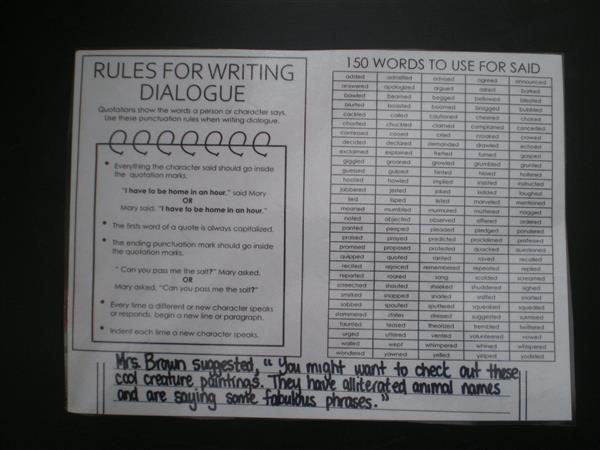 RULES FOR WRITING
DIALOGUE
Quotations show the words a person or character says.
Use these punctuation rules when writing dialogue.
• Everything the character said should go inside
the quotation marks.
"I have to be home in an hour," said Mary
OR
Mary said, "I have to be home in an hour."
• The first word of a quote is always capitalized.
• The ending punctuation mark should go inside
the quotation marks.
" Can you pass me the salt?" Mary asked.
OR
Mary asked, "Can you pass me the salt?"
• Every time a different or new character speaks
or responds, begin a new line or paragraph.
• Indent each time a new character speaks.
150 WORDS TO USE FOR SAID
added admitted advised agreed announced
answered apologized argued asked barked
bawled beamed begged bellowed bleated
blurted boasted boomed bragged bubbled
cackled called cautioned cheered
chuckled claimed complained conceded
confessed cooed cried croaked crowed
decided declared demanded drawled echoed
exclaimed explained fretted fumed gasped
giggled groaned growled grumbled grunted
guessed gulped hinted hissed hollered
hooted howled implied insisted instructed
jabbered jested joked kidded laughed
lied lisped listed marveled mentioned
moaned mumbled murmured muttered nagged
noted objected observed offered ordered
panted peeped pleaded pledged pondered
praised prayed predicted proclaimed professed
promised proposed protested quacked questioned
quipped quoted ranted raved recalled
recited rejoiced remembered repeated replied
reported roared sang scolded screamed
screeched shouted shrieked shuddered sighed
smirked snapped snarled sniffed snorted
sobbed spouted sputtered squeaked squealed
stammered states suggested surmised
taunted teased theorized trembled twittered
urged uttered vented volunteered vowed
wailed wept whimpered whined whispered
wondered yawned yelled yelped yodeled
Mrs. Brown suggested, "You might want to check out these
cool creature paintings. They have alliterated animal names
and are saying some fabulous phrases."